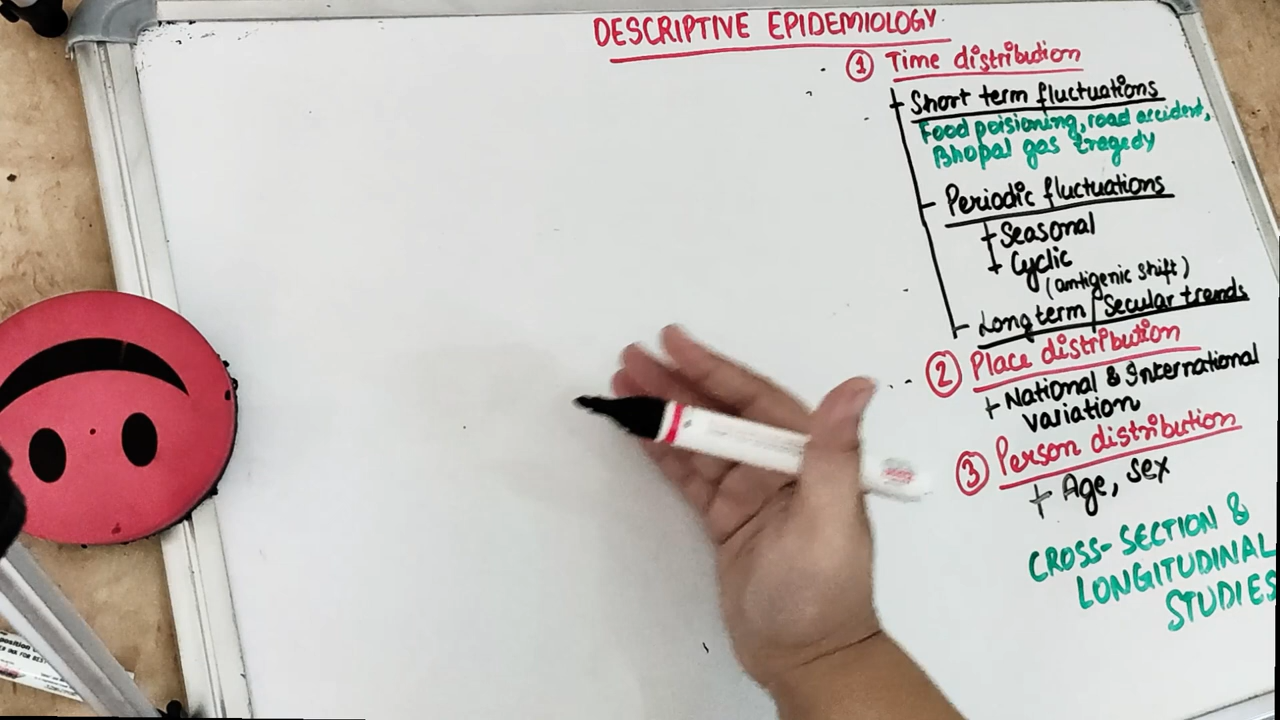 DESCRIPTIVE EPIDEMIOLOGY
① Time distribution
Short term fluctuations
Food poisioning, road accident,
Bhopal gas tragedy
Periodic fluctuations
Seasonal
Cyclic
(antigenic shift)
Long term / Secular trends
② Place distribution
National & International
variation
③ Person distribution
Age, sex
CROSS-SECTION &
LONGITUDINAL
STUDIES